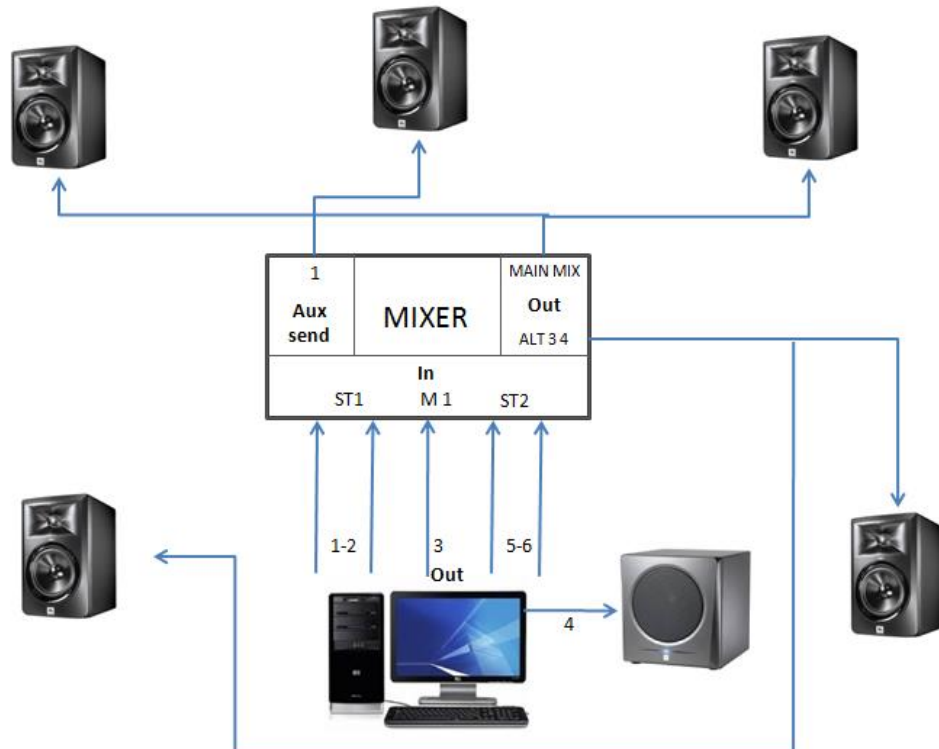 1
Aux
send
MIXER
MAIN MIX
Out
ALT 3 4
In
ST1 M 1 ST2
1-2 3 5-6
Out
4